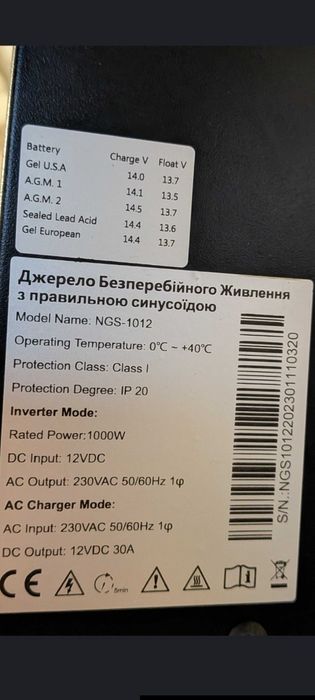 Battery Charge V Float V
Gel U.S.A 14.0 13.7
A.G.M. 1 14.1 13.5
A.G.M. 2 14.5 13.7
Sealed Lead Acid 14.4 13.6
Gel European 14.4 13.7
Джерело Безперебійного Живлення
з правильною синусоїдою
Model Name: NGS-1012
Operating Temperature: 0℃ ~ +40℃
Protection Class: Class I
Protection Degree: IP 20
Inverter Mode:
Rated Power:1000W
DC Input: 12VDC
AC Output: 230VAC 50/60Hz 1φ
AC Charger Mode:
AC Input: 230VAC 50/60Hz 1φ
DC Output: 12VDC 30A
CE 5min
S/N.:NGS1012202301110320